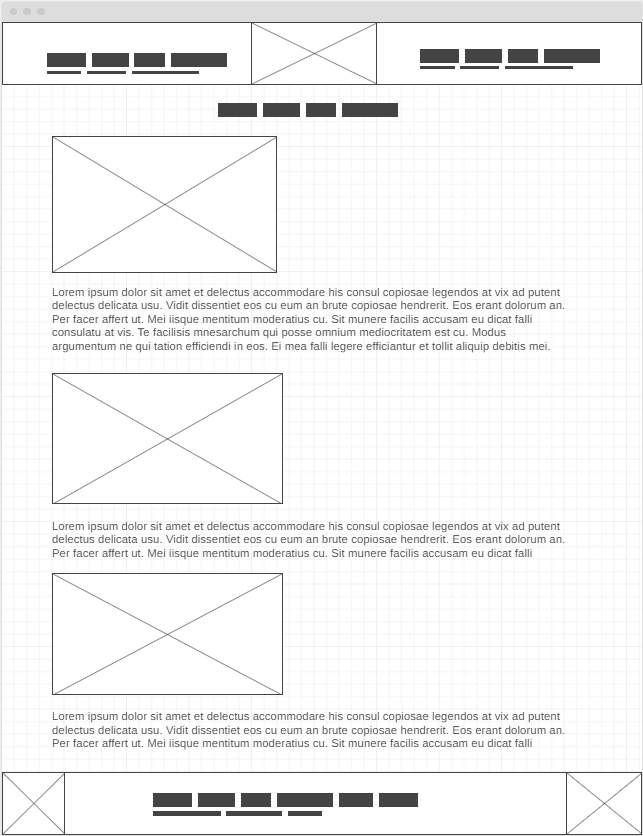 Lorem ipsum dolor sit amet et delectus accommodare his consul copiosae legendos at vix ad putent
delectus delicata usu. Vidit dissentiet eos cu eum an brute copiosae hendrerit. Eos erant dolorum an.
Per facer affert ut. Mei iisque mentitum moderatius cu. Sit munere facilis accusam eu dicat falli
consulatu at vis. Te facilisis mnesarchum qui posse omnium mediocritatem est cu. Modus
argumentum ne qui tation efficiendi in eos. Ei mea falli legere efficiantur et tollit aliquip debitis mei.
Lorem ipsum dolor sit amet et delectus accommodare his consul copiosae legendos at vix ad putent
delectus delicata usu. Vidit dissentiet eos cu eum an brute copiosae hendrerit. Eos erant dolorum an.
Per facer affert ut. Mei iisque mentitum moderatius cu. Sit munere facilis accusam eu dicat falli
Lorem ipsum dolor sit amet et delectus accommodare his consul copiosae legendos at vix ad putent
delectus delicata usu. Vidit dissentiet eos cu eum an brute copiosae hendrerit. Eos erant dolorum an.
Per facer affert ut. Mei iisque mentitum moderatius cu. Sit munere facilis accusam eu dicat falli